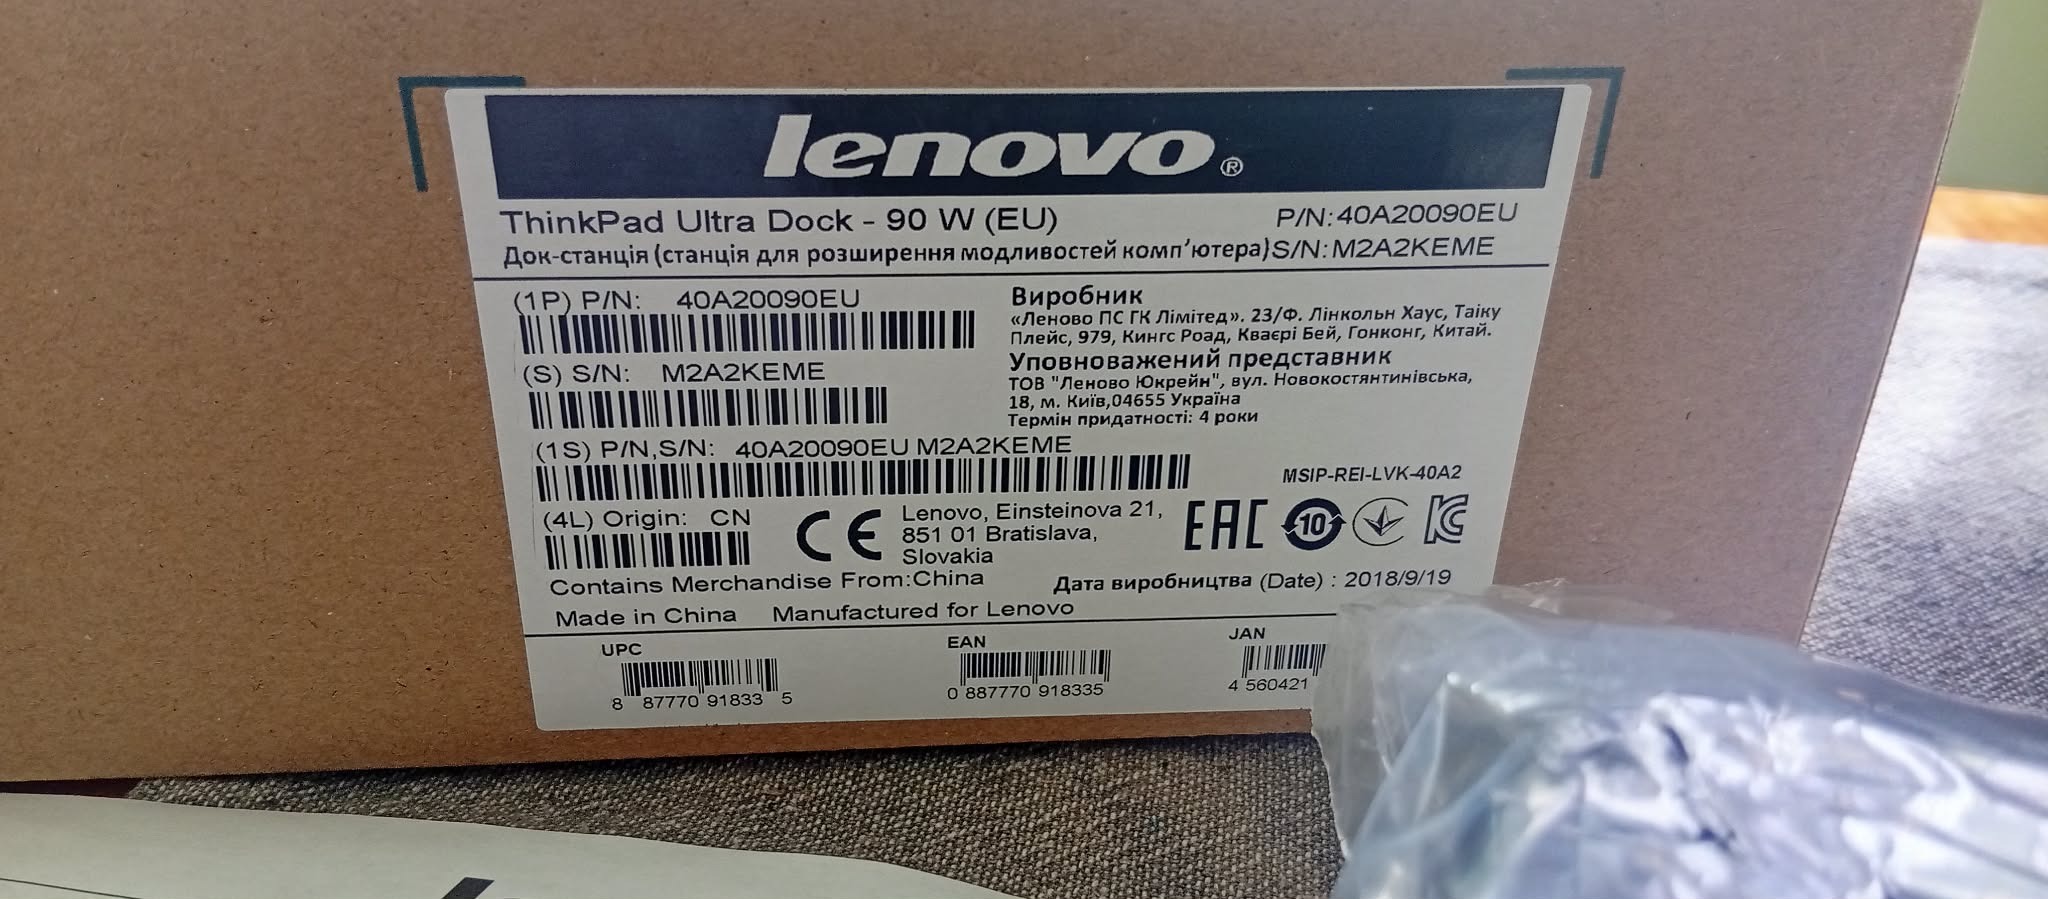 lenovo®
ThinkPad Ultra Dock - 90 W (EU)
P/N:40A20090EU
Док-станція (станція для розширення модливостей комп'ютера)
S/N:M2A2KEME
(1P) P/N: 40A20090EU
(S) S/N: M2A2KEME
(1S) P/N,S/N: 40A20090EU M2A2KEME
(4L) Origin: CN
Виробник
«Леново ПС ГК Лімітед». 23/Ф. Лінкольн Хаус, Таіку
Плейс, 979, Кингс Роад, Кваєрі Бей, Гонконг, Китай.
Уповноважений представник
ТОВ "Леново Юкрейн", вул. Новокостянтинівська,
18, м. Київ,04655 Україна
Термін придатності: 4 роки
MSIP-REI-LVK-40A2
CE
Lenovo, Einsteinova 21,
851 01 Bratislava,
Slovakia
EAC
10
KC
Contains Merchandise From:China
Дата виробництва (Date) : 2018/9/19
Made in China Manufactured for Lenovo
UPC
8 87770 91833 5
EAN
0 887770 918335
JAN
4 560421